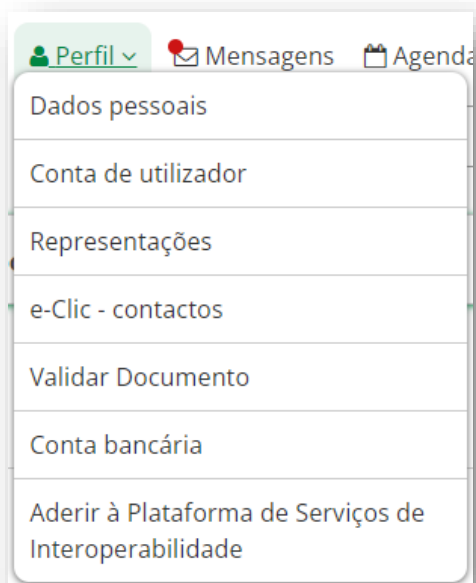 Perfil Mensagens Agenda
Dados pessoais
Conta de utilizador
Representações
e-Clic - contactos
Validar Documento
Conta bancária
Aderir à Plataforma de Serviços de
Interoperabilidade